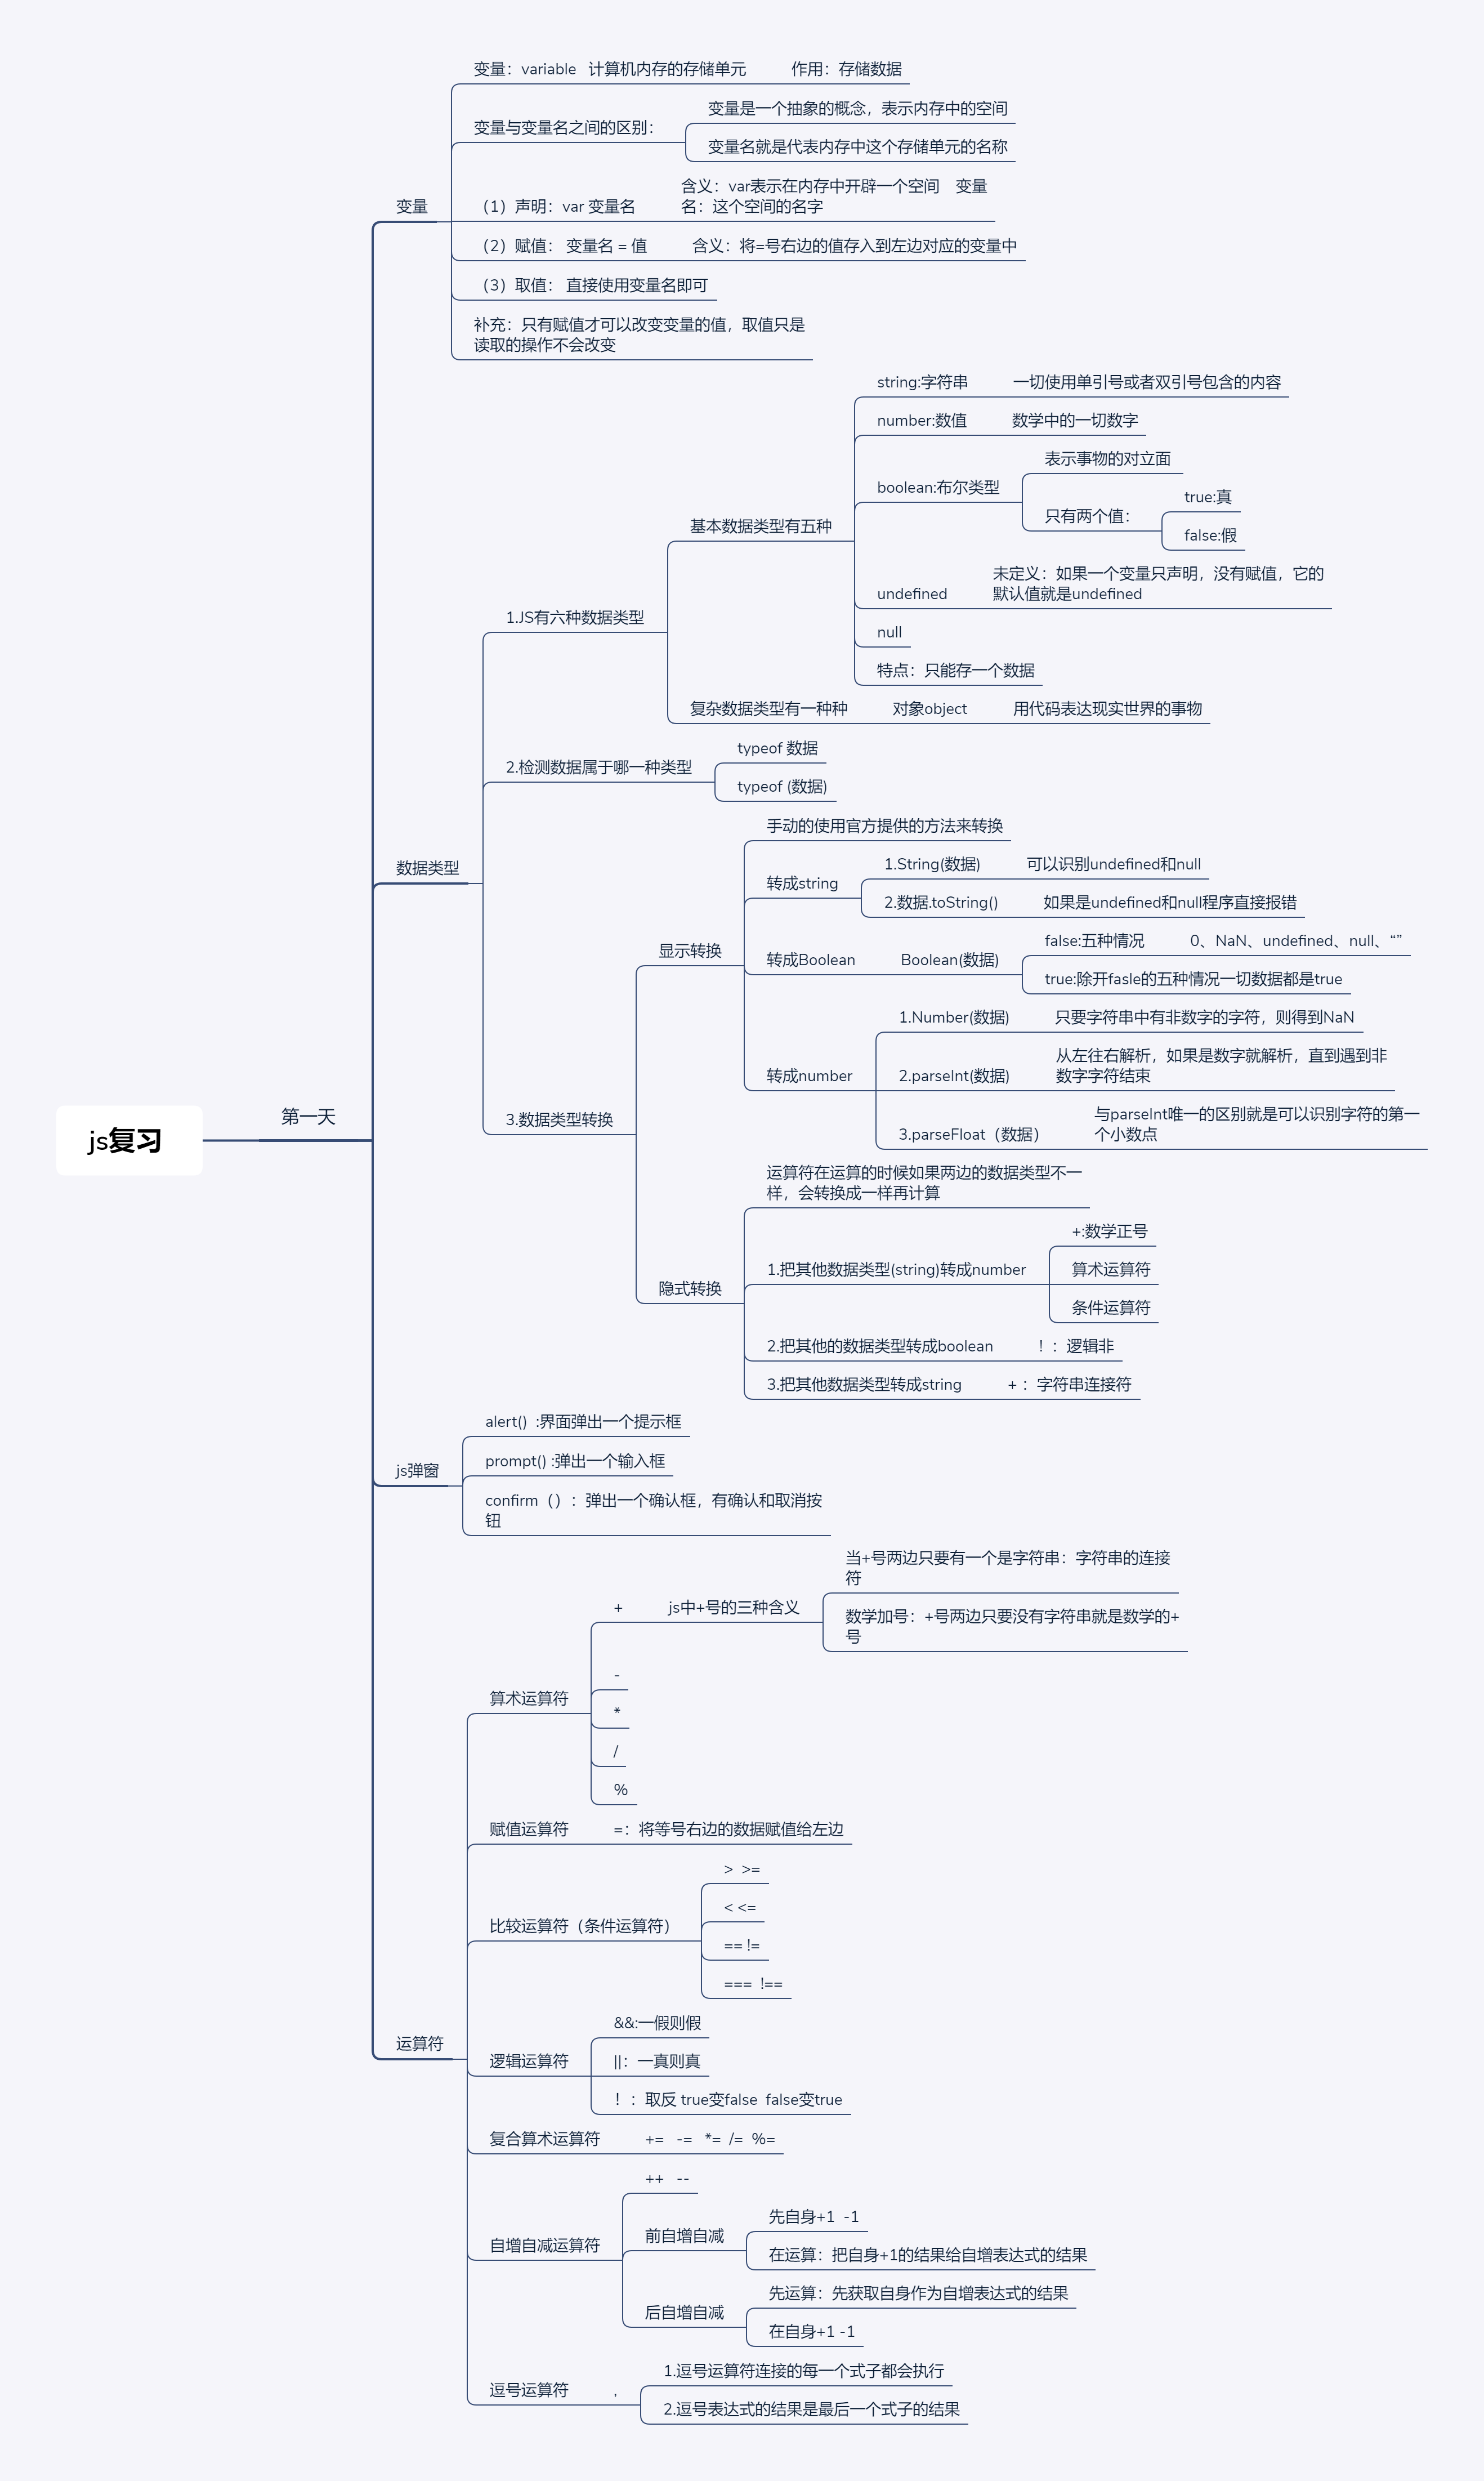 js复习
第一天
变量
变量：variable 计算机内存的存储单元 作用：存储数据
变量与变量名之间的区别：
变量是一个抽象的概念，表示内存中的空间
变量名就是代表内存中这个存储单元的名称
（1）声明：var 变量名
含义：var表示在内存中开辟一个空间 变量
名：这个空间的名字
（2）赋值： 变量名 = 值 含义：将=号右边的值存入到左边对应的变量中
（3）取值： 直接使用变量名即可
补充：只有赋值才可以改变变量的值，取值只是
读取的操作不会改变
数据类型
1.JS有六种数据类型
基本数据类型有五种
string:字符串 一切使用单引号或者双引号包含的内容
number:数值 数学中的一切数字
boolean:布尔类型
表示事物的对立面
只有两个值：
true:真
false:假
undefined
未定义：如果一个变量只声明，没有赋值，它的
默认值就是undefined
null
特点：只能存一个数据
复杂数据类型有一种种 对象object 用代码表达现实世界的事物
2.检测数据属于哪一种类型
typeof 数据
typeof (数据)
3.数据类型转换
显示转换
手动的使用官方提供的方法来转换
转成string
1.String(数据) 可以识别undefined和null
2.数据.toString() 如果是undefined和null程序直接报错
转成Boolean Boolean(数据)
false:五种情况 0、NaN、undefined、null、“”
true:除开fasle的五种情况一切数据都是true
转成number
1.Number(数据) 只要字符串中有非数字的字符，则得到NaN
2.parseInt(数据)
从左往右解析，如果是数字就解析，直到遇到非
数字字符结束
3.parseFloat（数据）
与parseInt唯一的区别就是可以识别字符的第一
个小数点
隐式转换
运算符在运算的时候如果两边的数据类型不一
样，会转换成一样再计算
1.把其他数据类型(string)转成number
+:数学正号
算术运算符
条件运算符
2.把其他的数据类型转成boolean ！：逻辑非
3.把其他数据类型转成string + ：字符串连接符
js弹窗
alert() :界面弹出一个提示框
prompt() :弹出一个输入框
confirm（）：弹出一个确认框，有确认和取消按
钮
运算符
算术运算符
+ js中+号的三种含义
当+号两边只要有一个是字符串：字符串的连接
符
数学加号：+号两边只要没有字符串就是数学的+
号
-
*
/
%
赋值运算符 =：将等号右边的数据赋值给左边
比较运算符（条件运算符）
> >=
< <=
== !=
=== !==
逻辑运算符
&&:一假则假
||：一真则真
！：取反 true变false false变true
复合算术运算符 += -= *= /= %=
自增自减运算符
++ --
前自增自减
先自身+1 -1
在运算：把自身+1的结果给自增表达式的结果
后自增自减
先运算：先获取自身作为自增表达式的结果
在自身+1 -1
逗号运算符 ,
1.逗号运算符连接的每一个式子都会执行
2.逗号表达式的结果是最后一个式子的结果